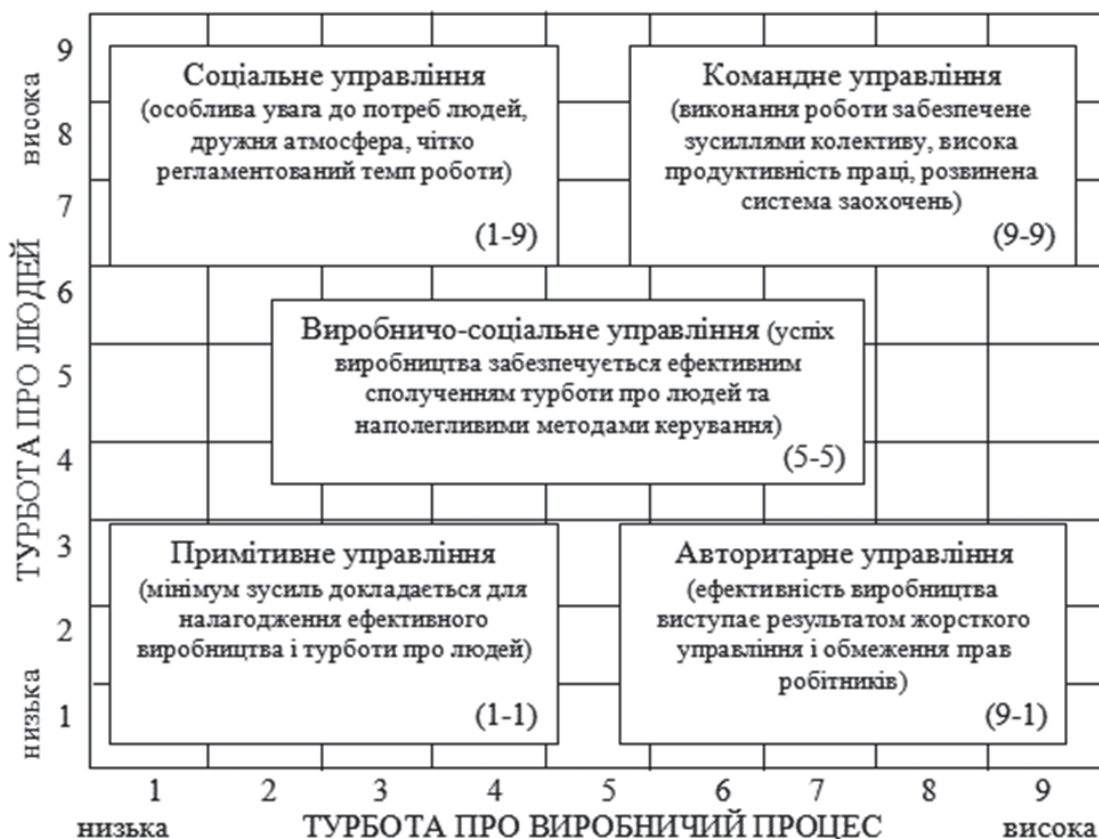 ТУРБОТА ПРО ЛЮДЕЙ
висока
низька
9
8
7
6
5
4
3
2
1
Соціальне управління
(особлива увага до потреб людей,
дружня атмосфера, чітко
регламентований темп роботи)
(1-9)
Командне управління
(виконання роботи забезпечене
зусиллями колективу, висока
продуктивність праці, розвинена
система заохочень)
(9-9)
Виробничо-соціальне управління (успіх
виробництва забезпечується ефективним
сполученням турботи про людей та
наполегливими методами керування)
(5-5)
Примітивне управління
(мінімум зусиль докладається для
налагодження ефективного
виробництва і турботи про людей)
(1-1)
Авторитарне управління
(ефективність виробництва
виступає результатом жорсткого
управління і обмеження прав
робітників)
(9-1)
1 2 3 4 5 6 7 8 9
низька ТУРБОТА ПРО ВИРОБНИЧИЙ ПРОЦЕС висока